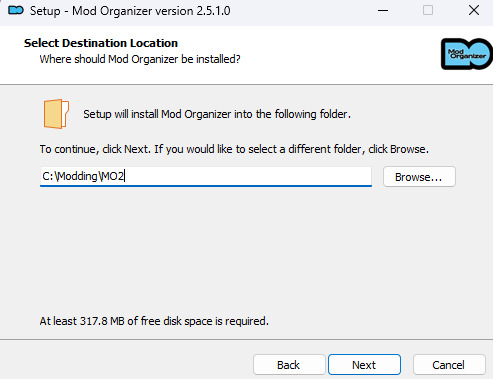 Setup - Mod Organizer version 2.5.1.0
Select Destination Location
Where should Mod Organizer be installed?
Mod
Organizer
Setup will install Mod Organizer into the following folder.
To continue, click Next. If you would like to select a different folder, click Browse.
C:\Modding\MO2
Browse...
At least 317.8 MB of free disk space is required.
Back
Next
Cancel